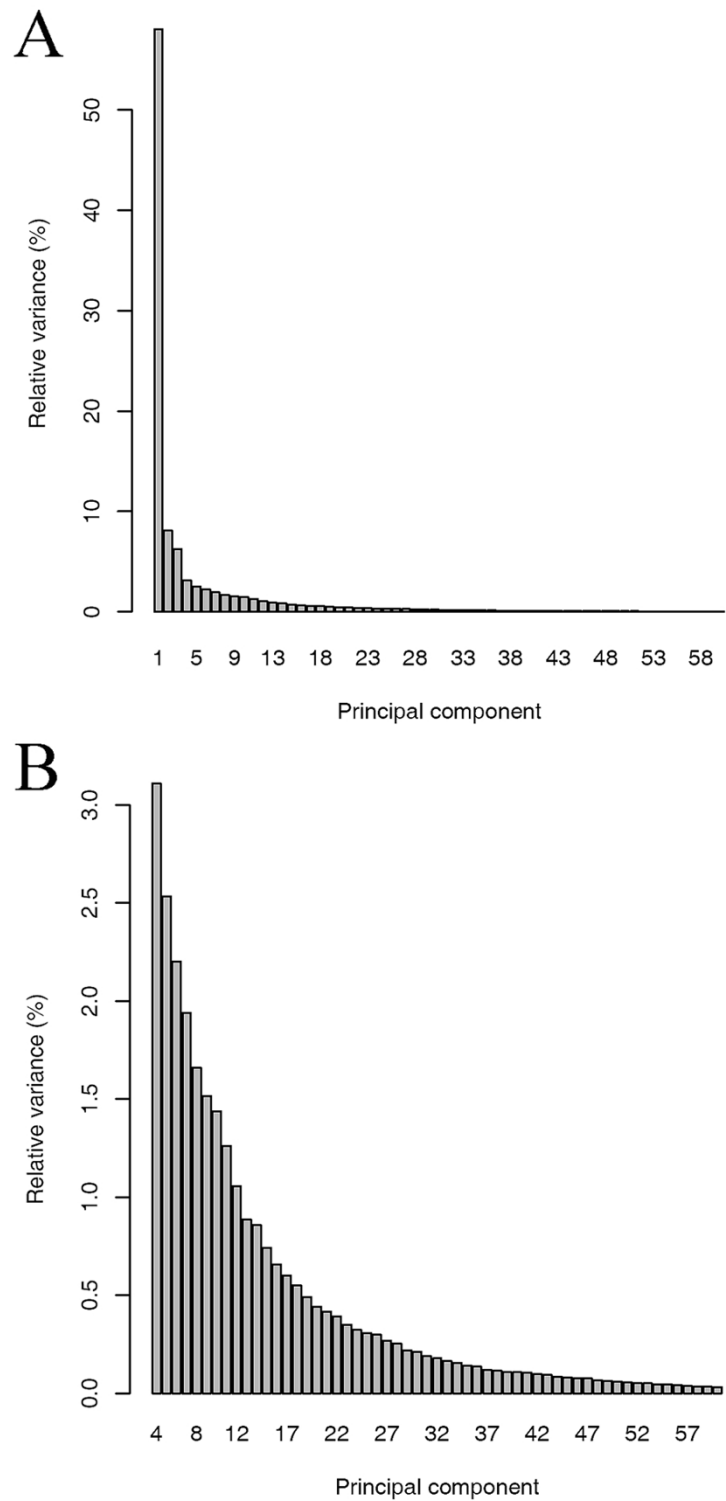 A
50
40
30
20
10
0
Relative variance (%)
1 5 9 13 18 23 28 33 38 43 48 53 58
Principal component
B
3.0
2.5
2.0
1.5
1.0
0.5
0.0
Relative variance (%)
4 8 12 17 22 27 32 37 42 47 52 57
Principal component